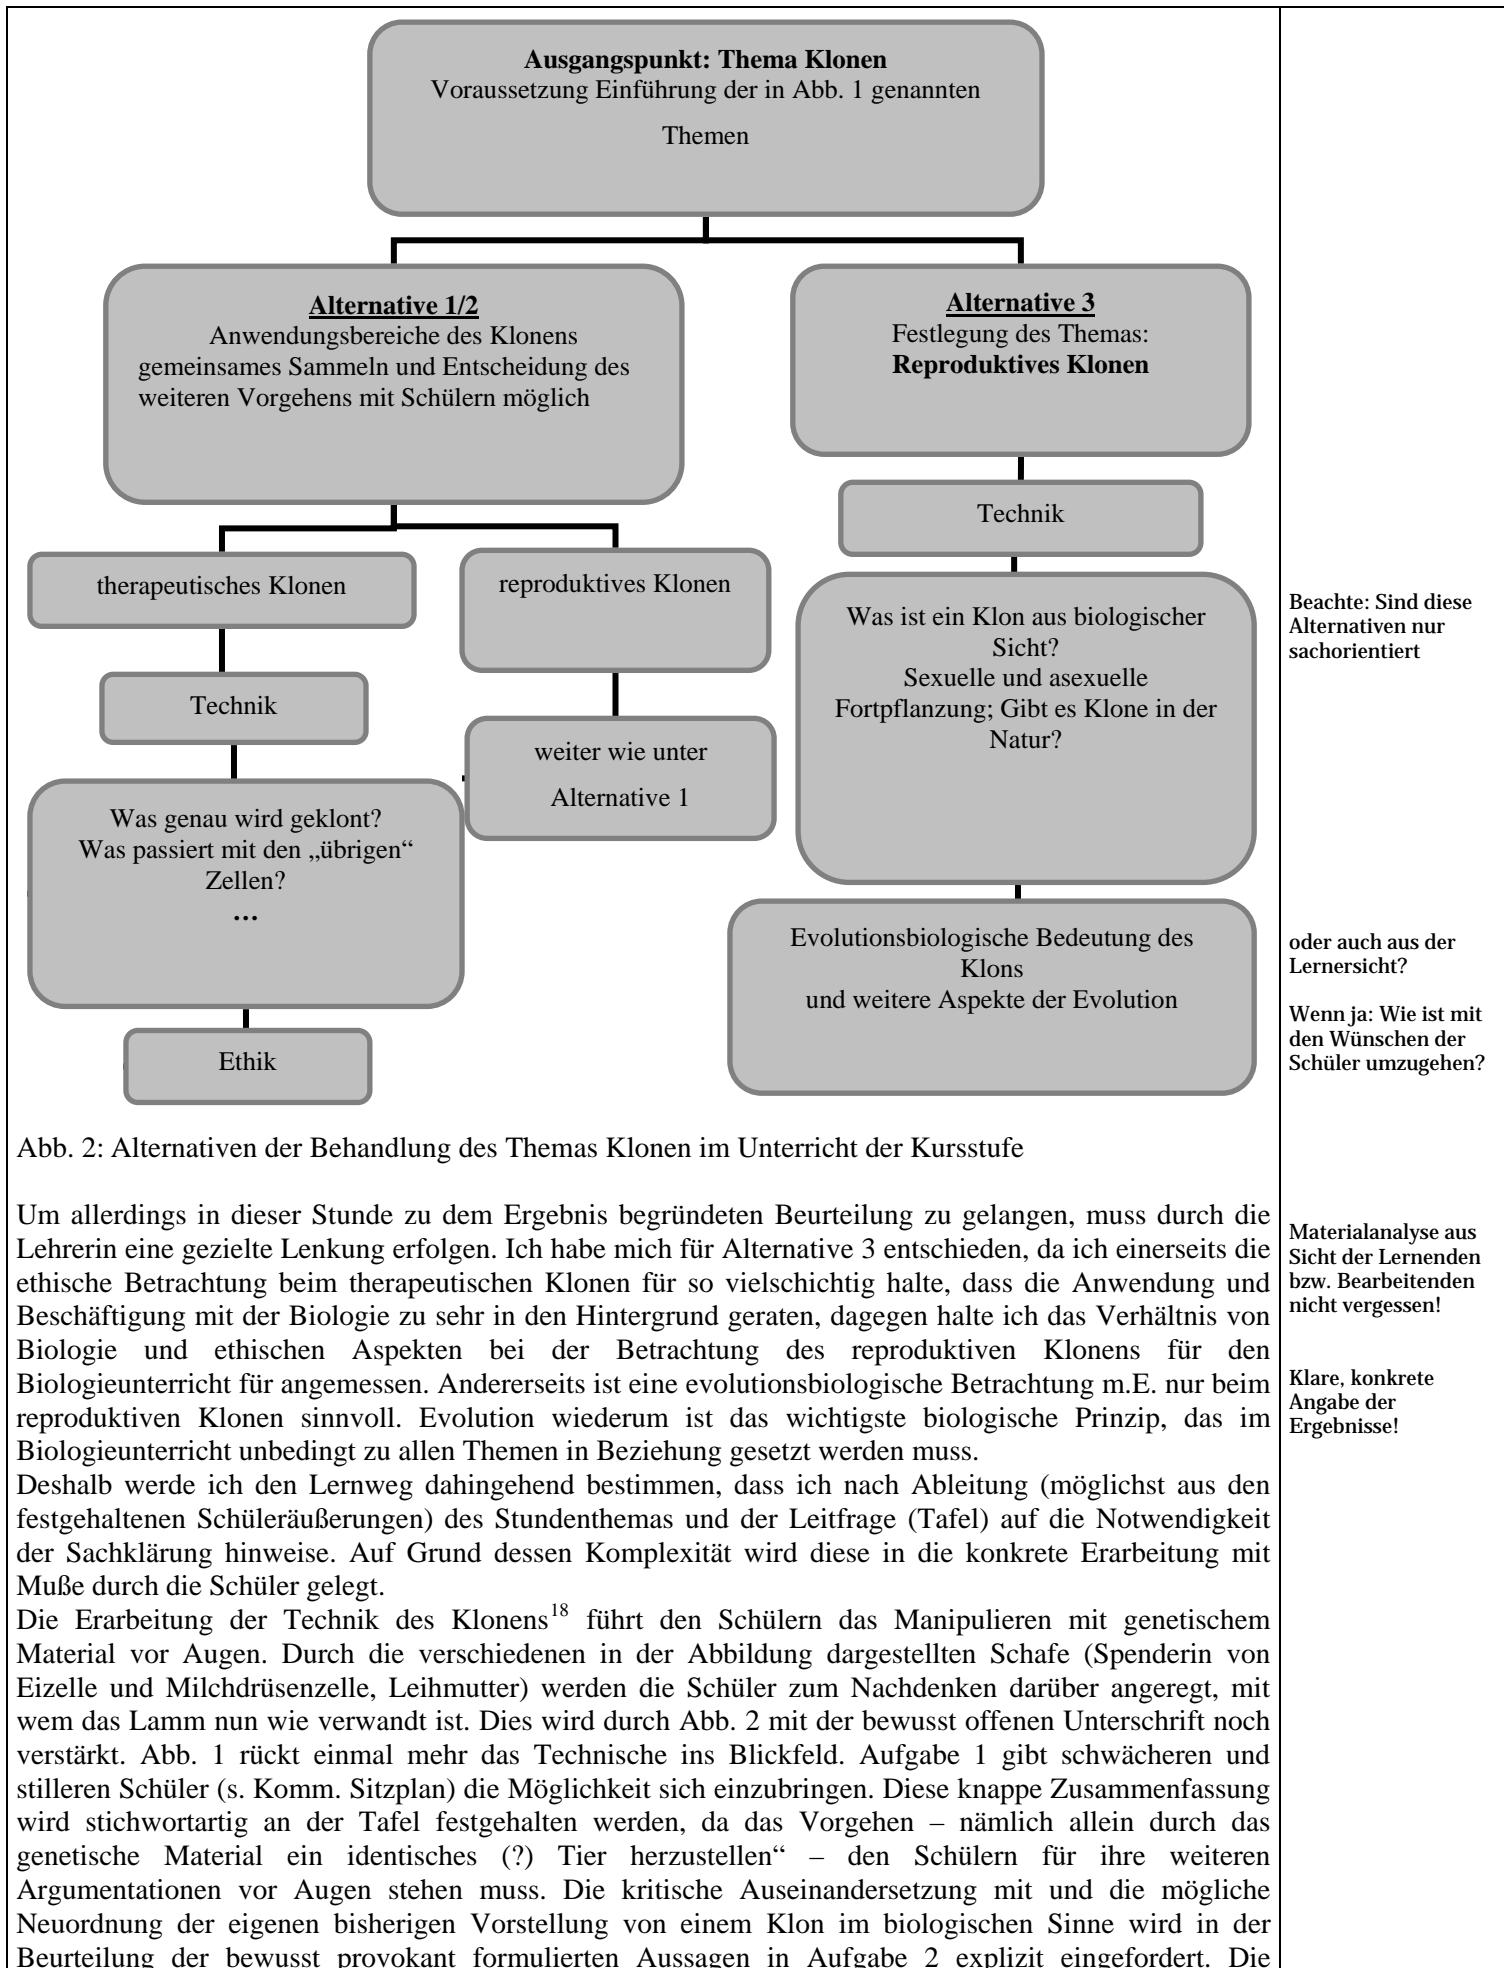 Ausgangspunkt: Thema Klonen
Voraussetzung Einführung der in Abb. 1 genannten
Themen
Alternative 1/2
Anwendungsbereiche des Klonens
gemeinsames Sammeln und Entscheidung des
weiteren Vorgehens mit Schülern möglich
Alternative 3
Festlegung des Themas:
Reproduktives Klonen
therapeutisches Klonen
reproduktives Klonen
Technik
Technik
weiter wie unter
Alternative 1
Was ist ein Klon aus biologischer
Sicht?
Sexuelle und asexuelle
Fortpflanzung; Gibt es Klone in der
Natur?
Was genau wird geklont?
Was passiert mit den „übrigen“
Zellen?
…
Evolutionsbiologische Bedeutung des
Klons
und weitere Aspekte der Evolution
Ethik
Abb. 2: Alternativen der Behandlung des Themas Klonen im Unterricht der Kursstufe
Um allerdings in dieser Stunde zu dem Ergebnis begründeten Beurteilung zu gelangen, muss durch die
Lehrerin eine gezielte Lenkung erfolgen. Ich habe mich für Alternative 3 entschieden, da ich einerseits die
ethische Betrachtung beim therapeutischen Klonen für so vielschichtig halte, dass die Anwendung und
Beschäftigung mit der Biologie zu sehr in den Hintergrund geraten, dagegen halte ich das Verhältnis von
Biologie und ethischen Aspekten bei der Betrachtung des reproduktiven Klonens für den
Biologieunterricht für angemessen. Andererseits ist eine evolutionsbiologische Betrachtung m.E. nur beim
reproduktiven Klonen sinnvoll. Evolution wiederum ist das wichtigste biologische Prinzip, das im
Biologieunterricht unbedingt zu allen Themen in Beziehung gesetzt werden muss.
Deshalb werde ich den Lernweg dahingehend bestimmen, dass ich nach Ableitung (möglichst aus den
festgehaltenen Schüleräußerungen) des Stundenthemas und der Leitfrage (Tafel) auf die Notwendigkeit
der Sachklärung hinweise. Auf Grund dessen Komplexität wird diese in die konkrete Erarbeitung mit
Muße durch die Schüler gelegt.
Die Erarbeitung der Technik des Klonens18 führt den Schülern das Manipulieren mit genetischem
Material vor Augen. Durch die verschiedenen in der Abbildung dargestellten Schafe (Spenderin von
Eizelle und Milchdrüsenzelle, Leihmutter) werden die Schüler zum Nachdenken darüber angeregt, mit
wem das Lamm nun wie verwandt ist. Dies wird durch Abb. 2 mit der bewusst offenen Unterschrift noch
verstärkt. Abb. 1 rückt einmal mehr das Technische ins Blickfeld. Aufgabe 1 gibt schwächeren und
stilleren Schüler (s. Komm. Sitzplan) die Möglichkeit sich einzubringen. Diese knappe Zusammenfassung
wird stichwortartig an der Tafel festgehalten werden, da das Vorgehen – nämlich allein durch das
genetische Material ein identisches (?) Tier herzustellen“ – den Schülern für ihre weiteren
Argumentationen vor Augen stehen muss. Die kritische Auseinandersetzung mit und die mögliche
Neuordnung der eigenen bisherigen Vorstellung von einem Klon im biologischen Sinne wird in der
Beurteilung der bewusst provokant formulierten Aussagen in Aufgabe 2 explizit eingefordert. Die
Beachte: Sind diese
Alternativen nur
sachorientiert
oder auch aus der
Lernersicht?
Wenn ja: Wie ist mit
den Wünschen der
Schüler umzugehen?
Materialanalyse aus
Sicht der Lernenden
bzw. Bearbeitenden
nicht vergessen!
Klare, konkrete
Angabe der
Ergebnisse!